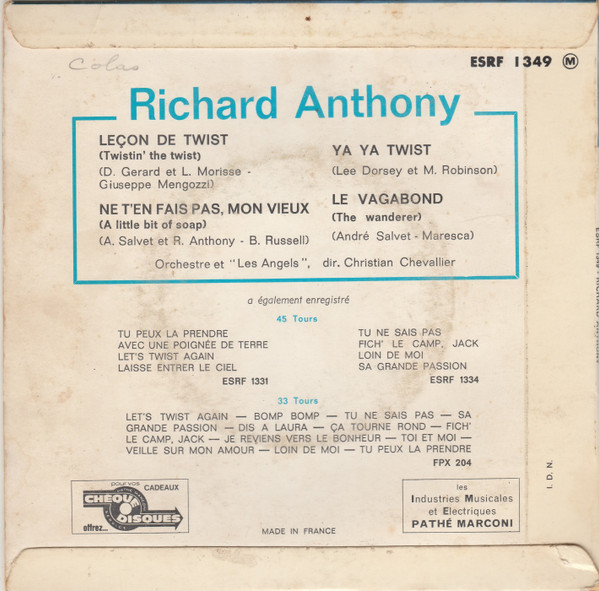 Colas
ESRF 1349 Ⓜ
Richard Anthony
LEÇON DE TWIST
(Twistin' the twist)
(D. Gerard et L. Morisse -
Giuseppe Mengozzi)
NE T'EN FAIS PAS, MON VIEUX
(A little bit of soap)
(A. Salvet et R. Anthony - B. Russell)
YA YA TWIST
(Lee Dorsey et M. Robinson)
LE VAGABOND
(The wanderer)
(André Salvet - Maresca)
Orchestre et "Les Angels", dir. Christian Chevallier
a également enregistré
45 Tours
TU PEUX LA PRENDRE
AVEC UNE POIGNÉE DE TERRE
LET'S TWIST AGAIN
LAISSE ENTRER LE CIEL
ESRF 1331
TU NE SAIS PAS
FICH' LE CAMP, JACK
LOIN DE MOI
SA GRANDE PASSION
ESRF 1334
33 Tours
LET'S TWIST AGAIN — BOMP BOMP — TU NE SAIS PAS — SA
GRANDE PASSION — DIS A LAURA — ÇA TOURNE ROND — FICH'
LE CAMP, JACK — JE REVIENS VERS LE BONHEUR — TOI ET MOI —
VEILLE SUR MON AMOUR — LOIN DE MOI — TU PEUX LA PRENDRE
FPX 204
pour vos CADEAUX
CHEQUE
DISQUES
offrez...
MADE IN FRANCE
les
Industries Musicales
et Electriques
PATHÉ MARCONI
I. D. N.
ESRF 1349 - RICHARD ANTHONY